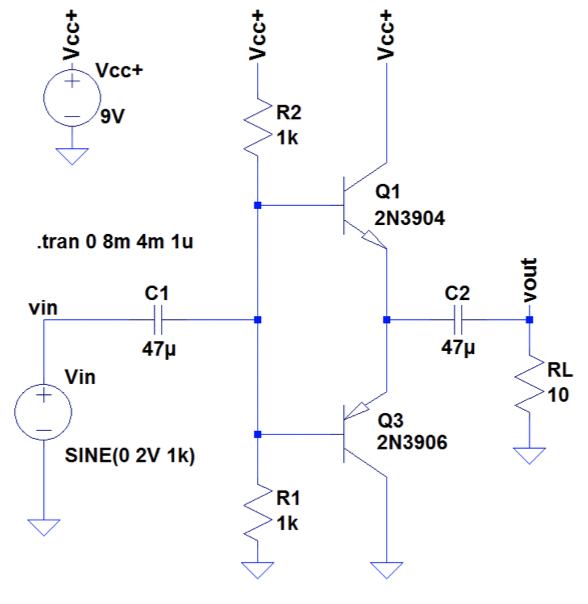 Vcc+
Vcc+
Vcc+
Vcc+
9V
R2
1k
Q1
2N3904
.tran 0 8m 4m 1u
vin
C1
47µ
C2
47µ
vout
Vin
SINE(0 2V 1k)
RL
10
Q3
2N3906
R1
1k